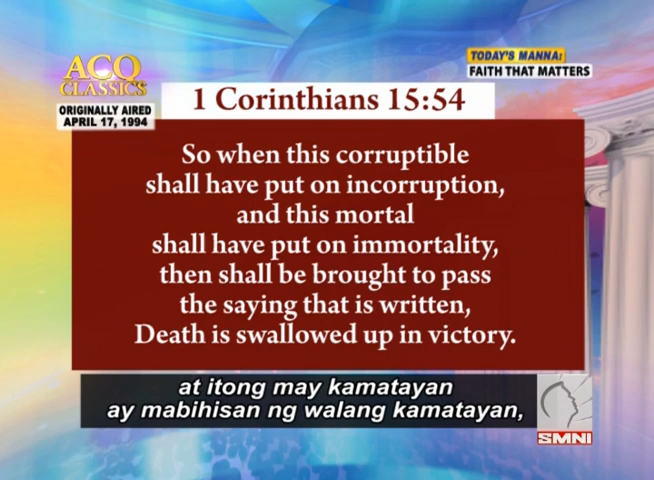 ACQ
CLASSICS
ORIGINALLY AIRED
APRIL 17, 1994
TODAY'S MANNA:
FAITH THAT MATTERS
1 Corinthians 15:54
So when this corruptible
shall have put on incorruption,
and this mortal
shall have put on immortality,
then shall be brought to pass
the saying that is written,
Death is swallowed up in victory.
at itong may kamatayan
ay mabihisan ng walang kamatayan,
SMNI